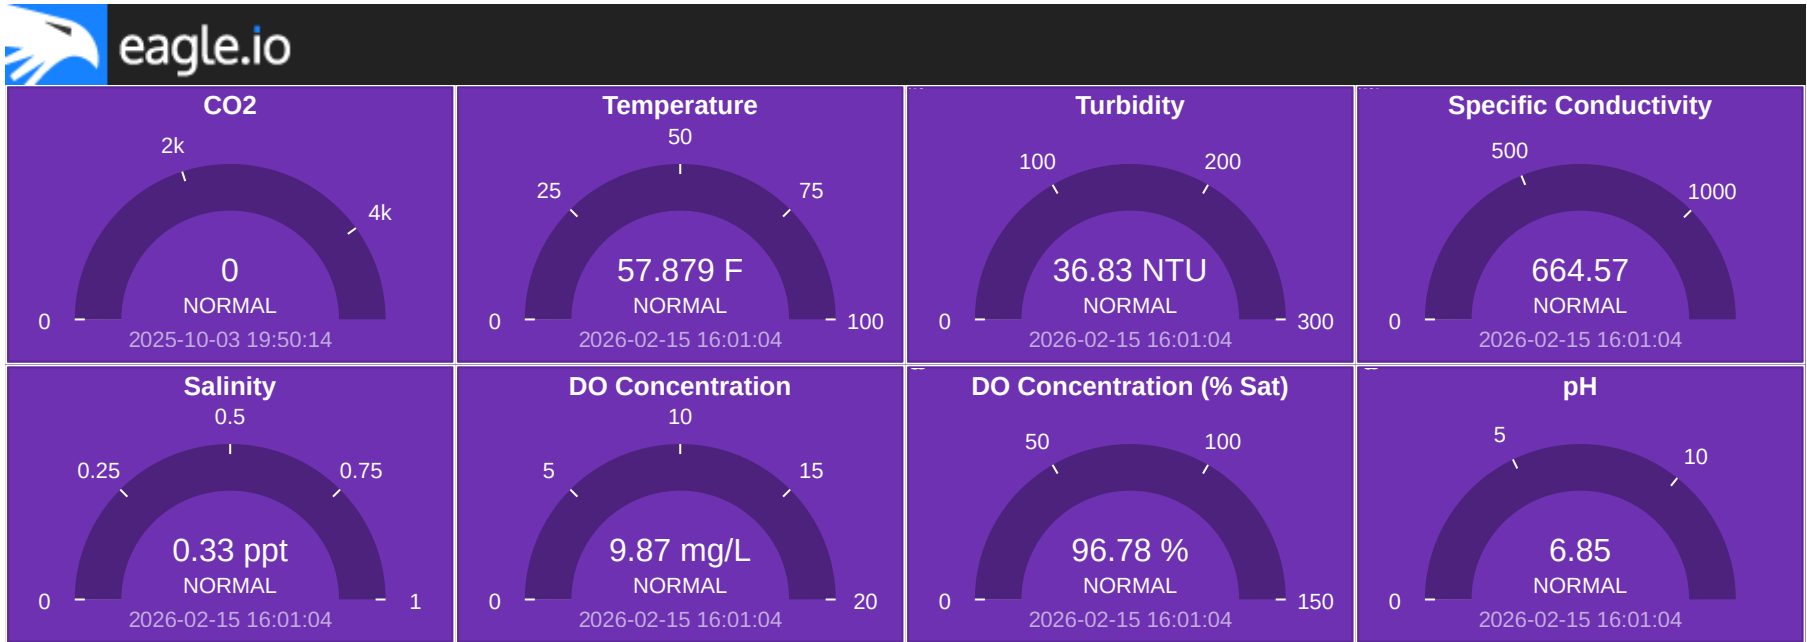 eagle.io
CO2
2k
4k
0
0
NORMAL
2025-10-03 19:50:14
Temperature
50
25
75
57.879 F
NORMAL
0
100
2026-02-15 16:01:04
Turbidity
100
200
36.83 NTU
NORMAL
0
300
2026-02-15 16:01:04
Specific Conductivity
500
1000
664.57
NORMAL
0
2026-02-15 16:01:04
Salinity
0.5
0.25
0.75
0.33 ppt
NORMAL
0
1
2026-02-15 16:01:04
DO Concentration
10
5
15
9.87 mg/L
NORMAL
0
20
2026-02-15 16:01:04
DO Concentration (% Sat)
50
100
96.78 %
NORMAL
0
150
2026-02-15 16:01:04
pH
5
10
6.85
NORMAL
0
2026-02-15 16:01:04